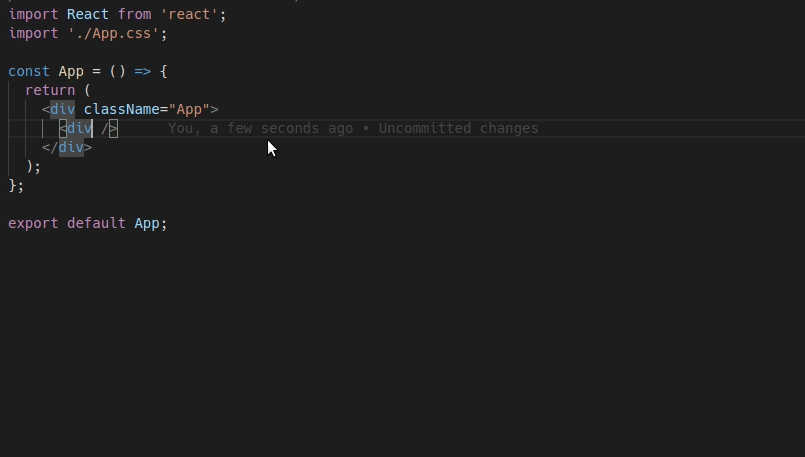 import React from 'react';
import './App.css';
const App = () => {
return (
<div className="App">
<div /> You, a few seconds ago • Uncommitted changes
</div>
);
};
export default App;